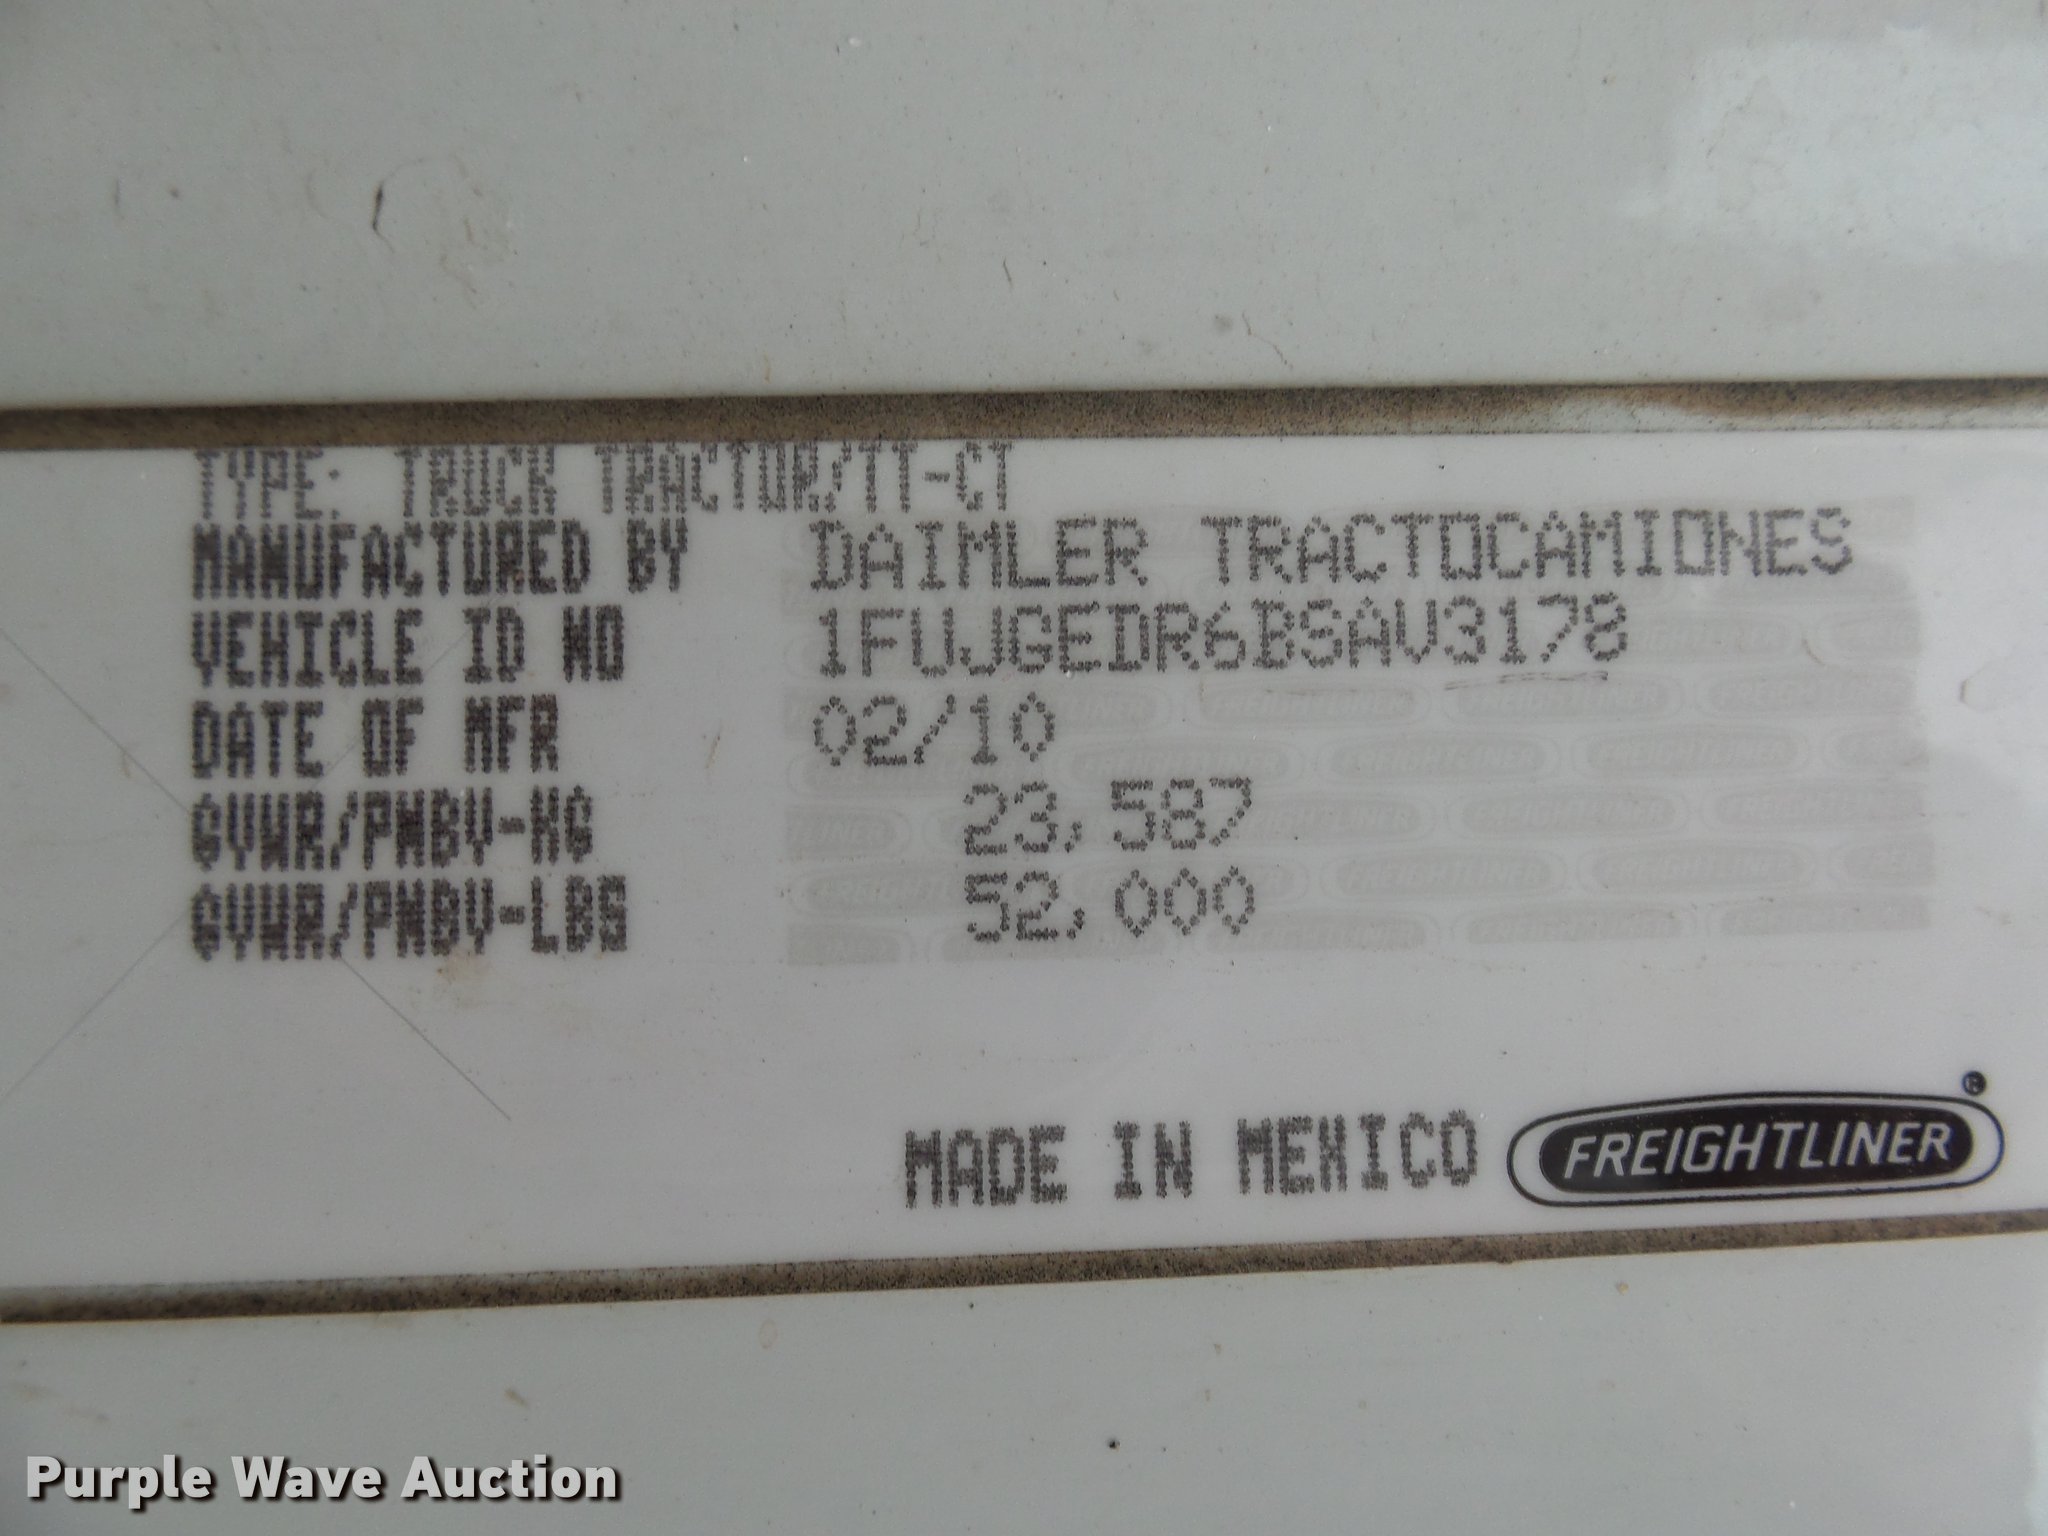 TYPE: TRUCK TRACTOR/TT-CT
MANUFACTURED BY DAIMLER TRACTOCAMIONES
VEHICLE ID NO 1FUJGEDR6BSAV3178
DATE OF MFR 02/10
GVWR/PNBV-KG 23,587
GVWR/PNBV-LBS 52,000
MADE IN MEXICO FREIGHTLINER ®
Purple Wave Auction